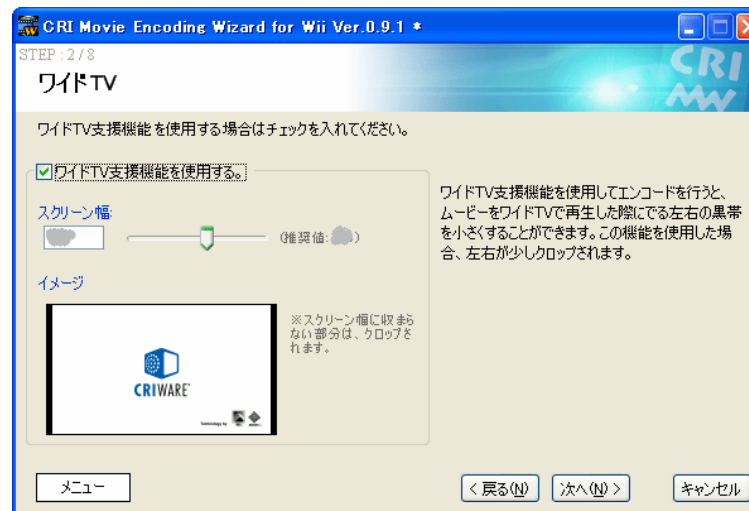 CRI Movie Encoding Wizard for Wii Ver.0.9.1 *
STEP : 2/8
ワイドTV
CRI
MW
ワイドTV支援機能を使用する場合はチェックを入れてください。
ワイドTV支援機能を使用する。
スクリーン幅:
(推奨値: )
イメージ
CRIWARE
※スクリーン幅に収まら
ない部分は、クロップさ
れます。
ワイドTV支援機能を使用してエンコードを行うと、
ムービーをワイドTVで再生した際にでる左右の黒帯
を小さくすることができます。この機能を使用した場
合、左右が少しクロップされます。
メニュー
< 戻る(N)
次へ(N) >
キャンセル